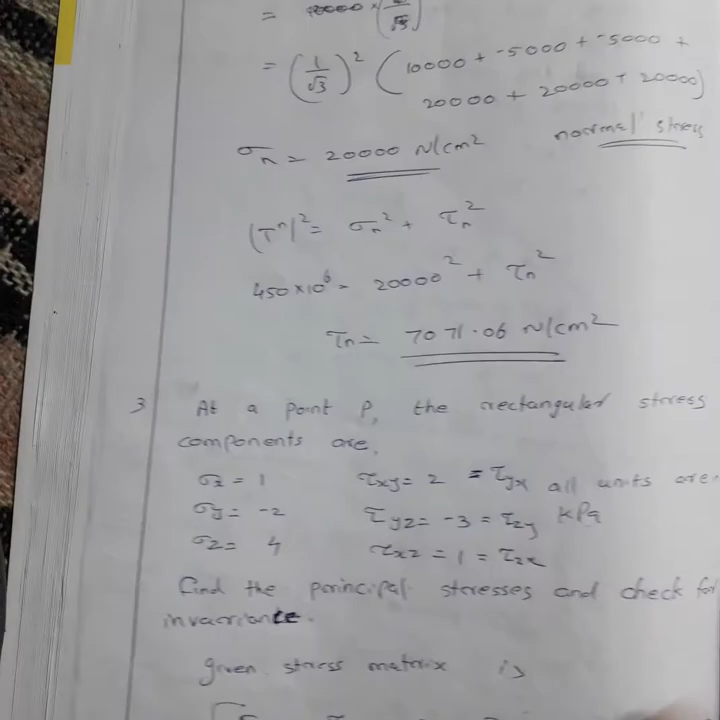 =
= (1/√3)² (10000 + -5000 + -5000 +
20000 + 20000 + 20000)
σn = 20000 N/cm² normal stress
(Tⁿ)² = σn² + τn²
450×10⁶ = 20000² + τn²
τn = 7071.06 N/cm²
3 At a point P, the rectangular stress
components are,
σx = 1 τxy = 2 = τyx all units are
σy = -2 τyz = -3 = τzy kPa
σz = 4 τxz = 1 = τzx
find the principal stresses and check for
invariance.
given stress matrix is